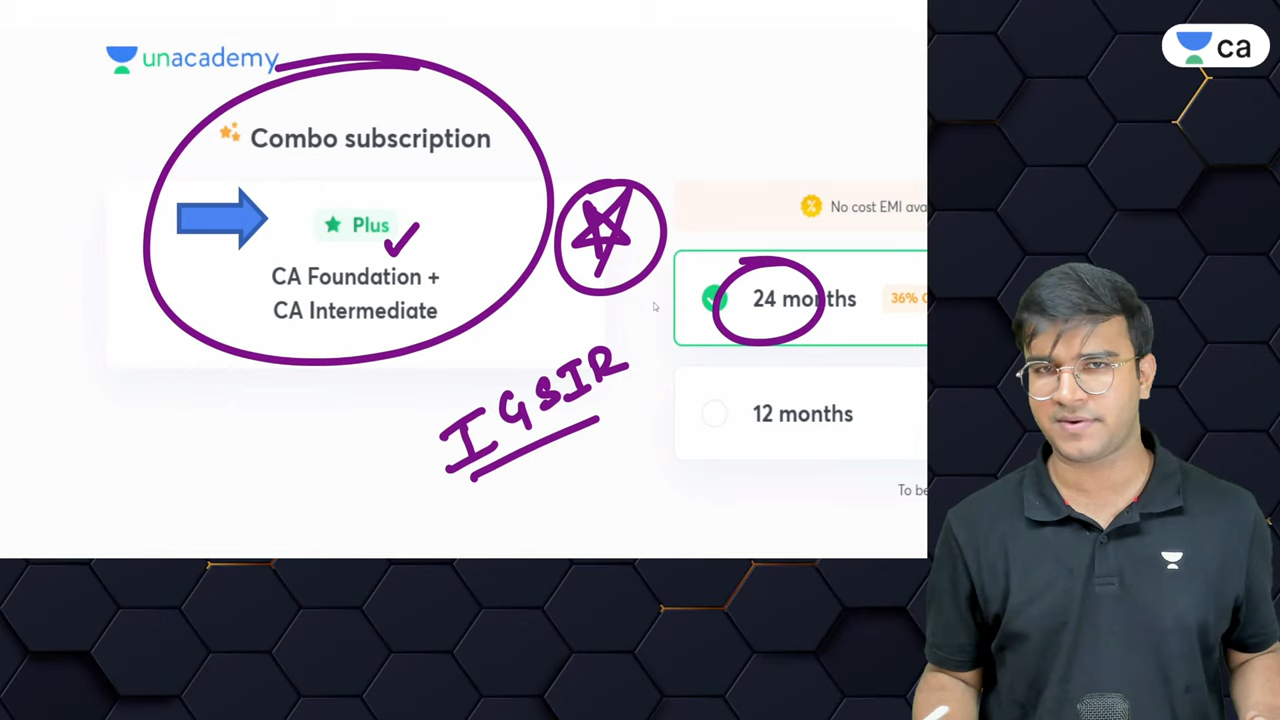 unacademy
ca
Combo subscription
Plus
CA Foundation +
CA Intermediate
No cost EMI ava
24 months
36% O
12 months
To be
IGSIR